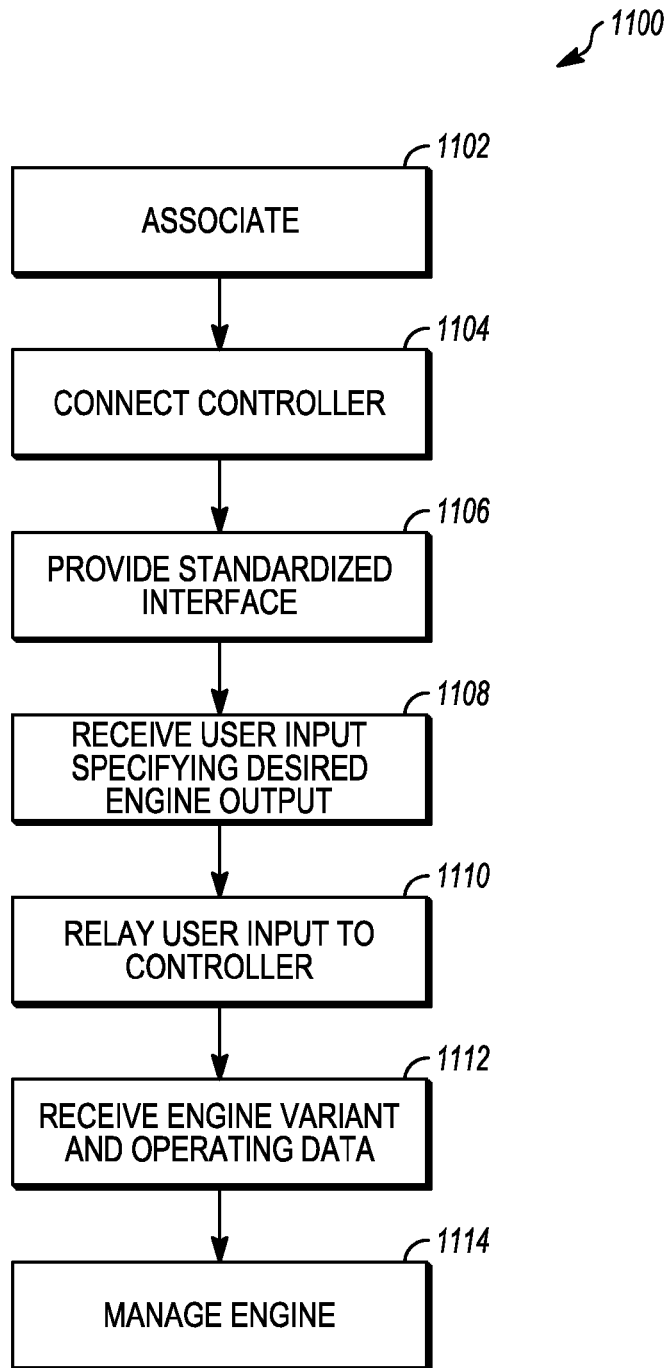 1100
1102
ASSOCIATE
1104
CONNECT CONTROLLER
1106
PROVIDE STANDARDIZED
INTERFACE
1108
RECEIVE USER INPUT
SPECIFYING DESIRED
ENGINE OUTPUT
1110
RELAY USER INPUT TO
CONTROLLER
1112
RECEIVE ENGINE VARIANT
AND OPERATING DATA
1114
MANAGE ENGINE